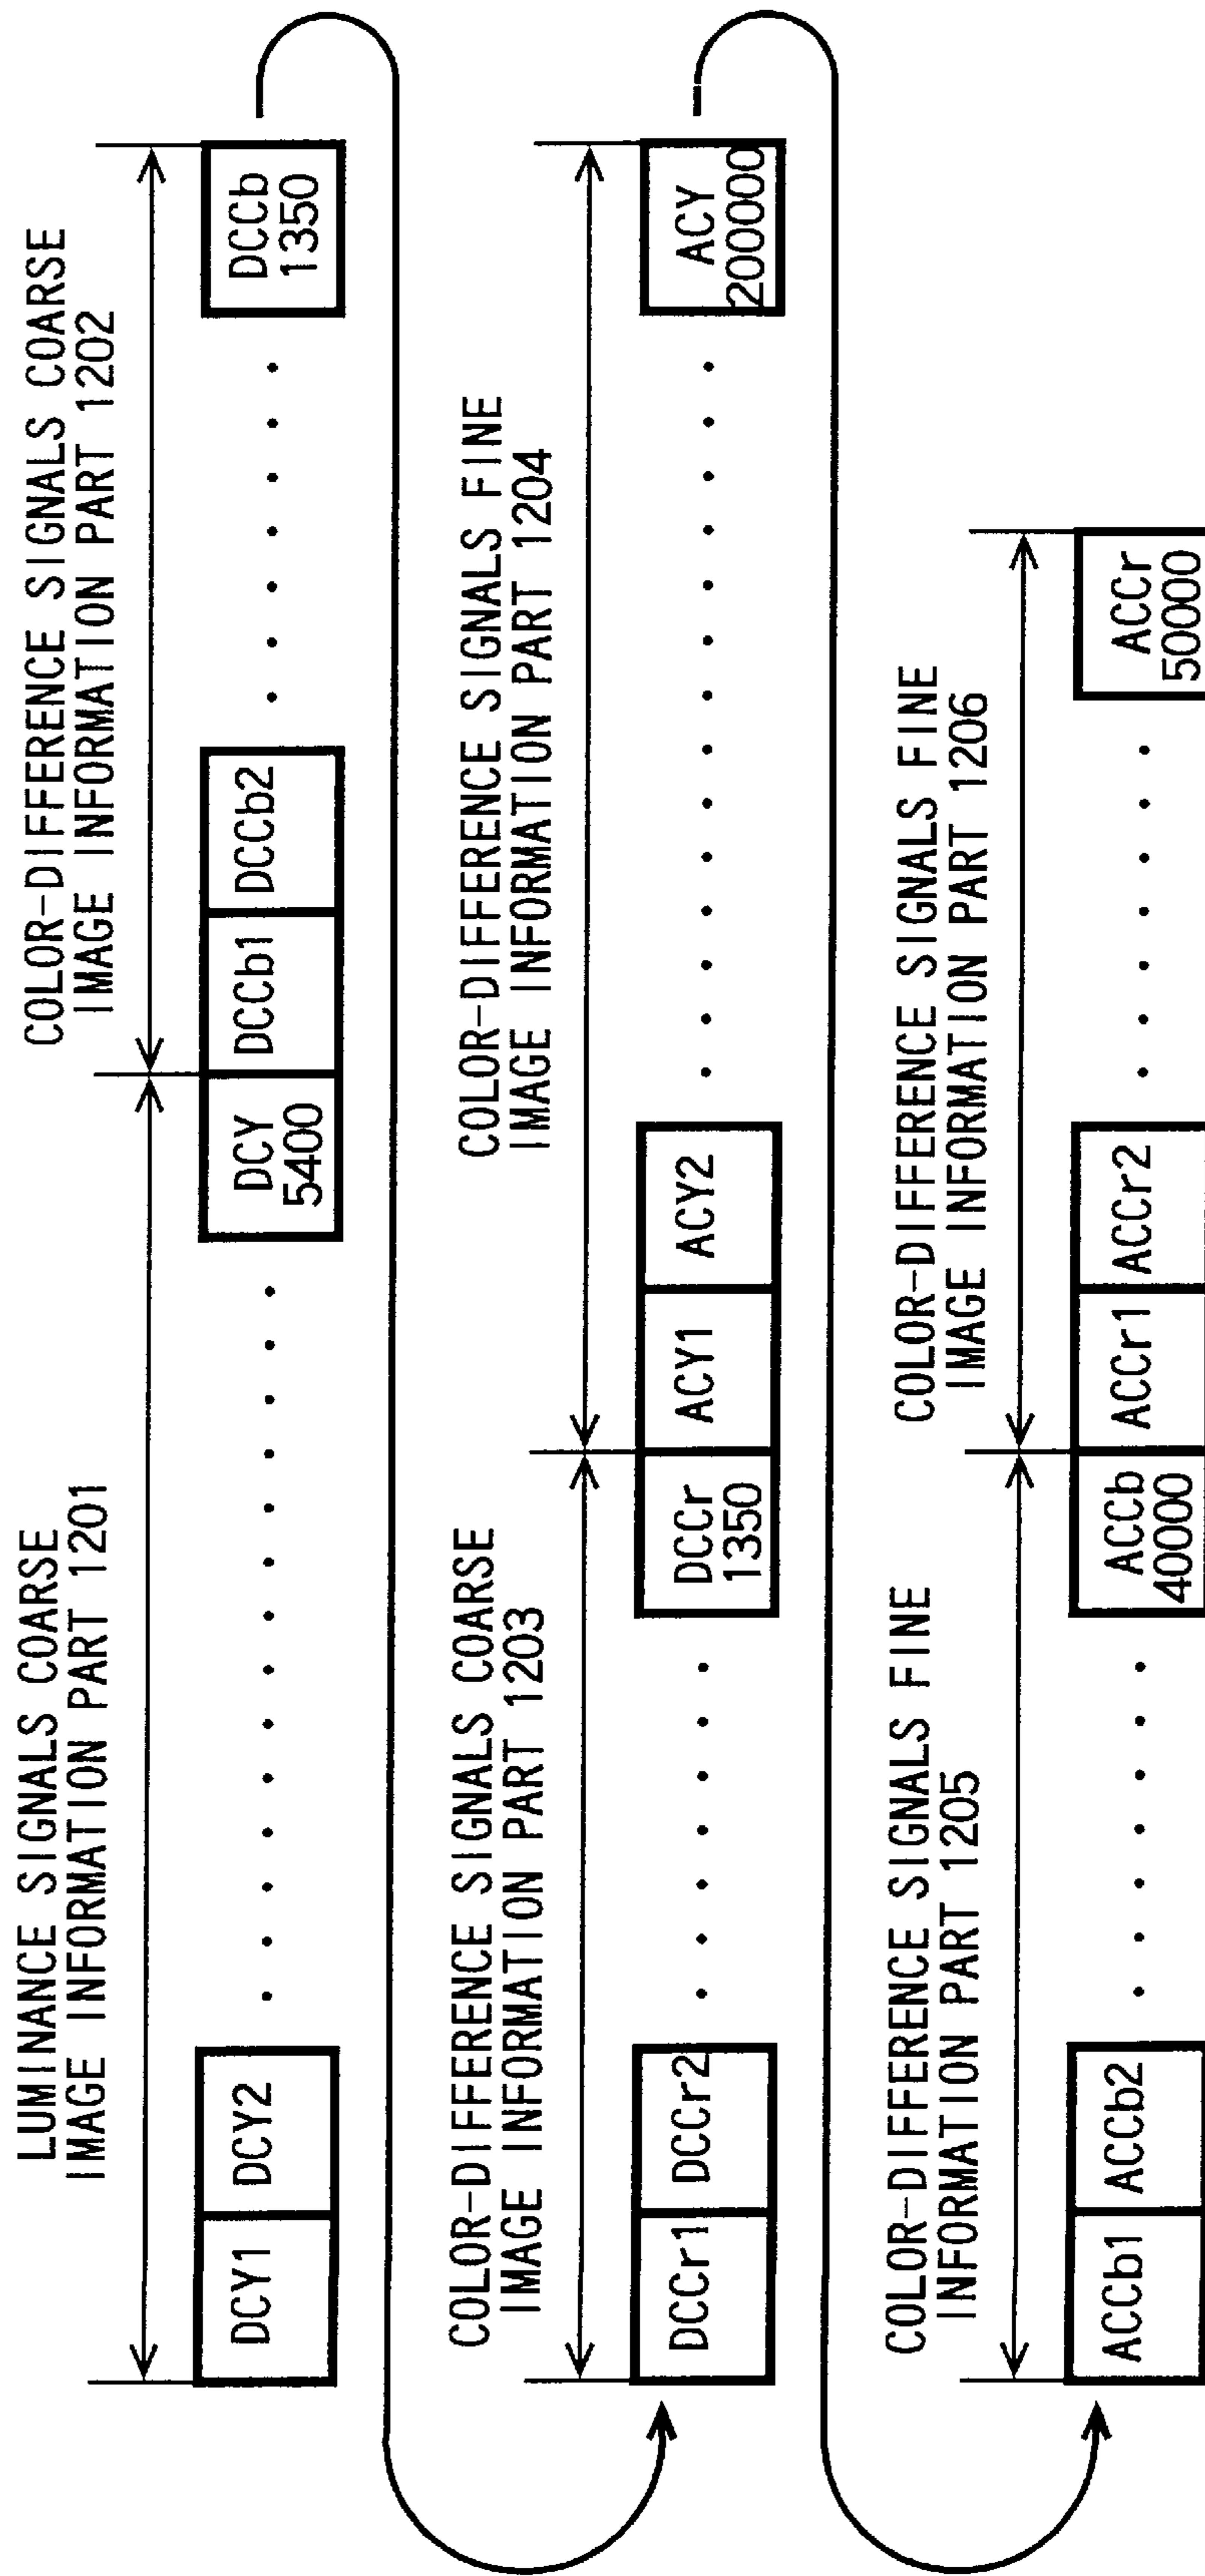 LUMINANCE SIGNALS COARSE
IMAGE INFORMATION PART 1201
COLOR-DIFFERENCE SIGNALS COARSE
IMAGE INFORMATION PART 1202
DCY1
DCY2
DCY
5400
DCCb1
DCCb2
DCCb
1350
COLOR-DIFFERENCE SIGNALS COARSE
IMAGE INFORMATION PART 1203
COLOR-DIFFERENCE SIGNALS FINE
IMAGE INFORMATION PART 1204
DCCr1
DCCr2
DCCr
1350
ACY1
ACY2
ACY
200000
COLOR-DIFFERENCE SIGNALS FINE
INFORMATION PART 1205
COLOR-DIFFERENCE SIGNALS FINE
IMAGE INFORMATION PART 1206
ACCb1
ACCb2
ACCb
40000
ACCr1
ACCr2
ACCr
50000